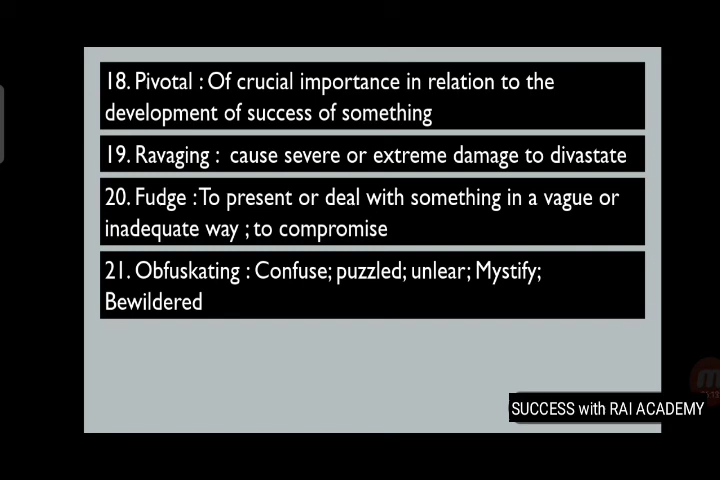 18. Pivotal : Of crucial importance in relation to the
development of success of something
19. Ravaging : cause severe or extreme damage to divastate
20. Fudge : To present or deal with something in a vague or
inadequate way ; to compromise
21. Obfuskating : Confuse; puzzled; unlear; Mystify;
Bewildered
SUCCESS with RAI ACADEMY